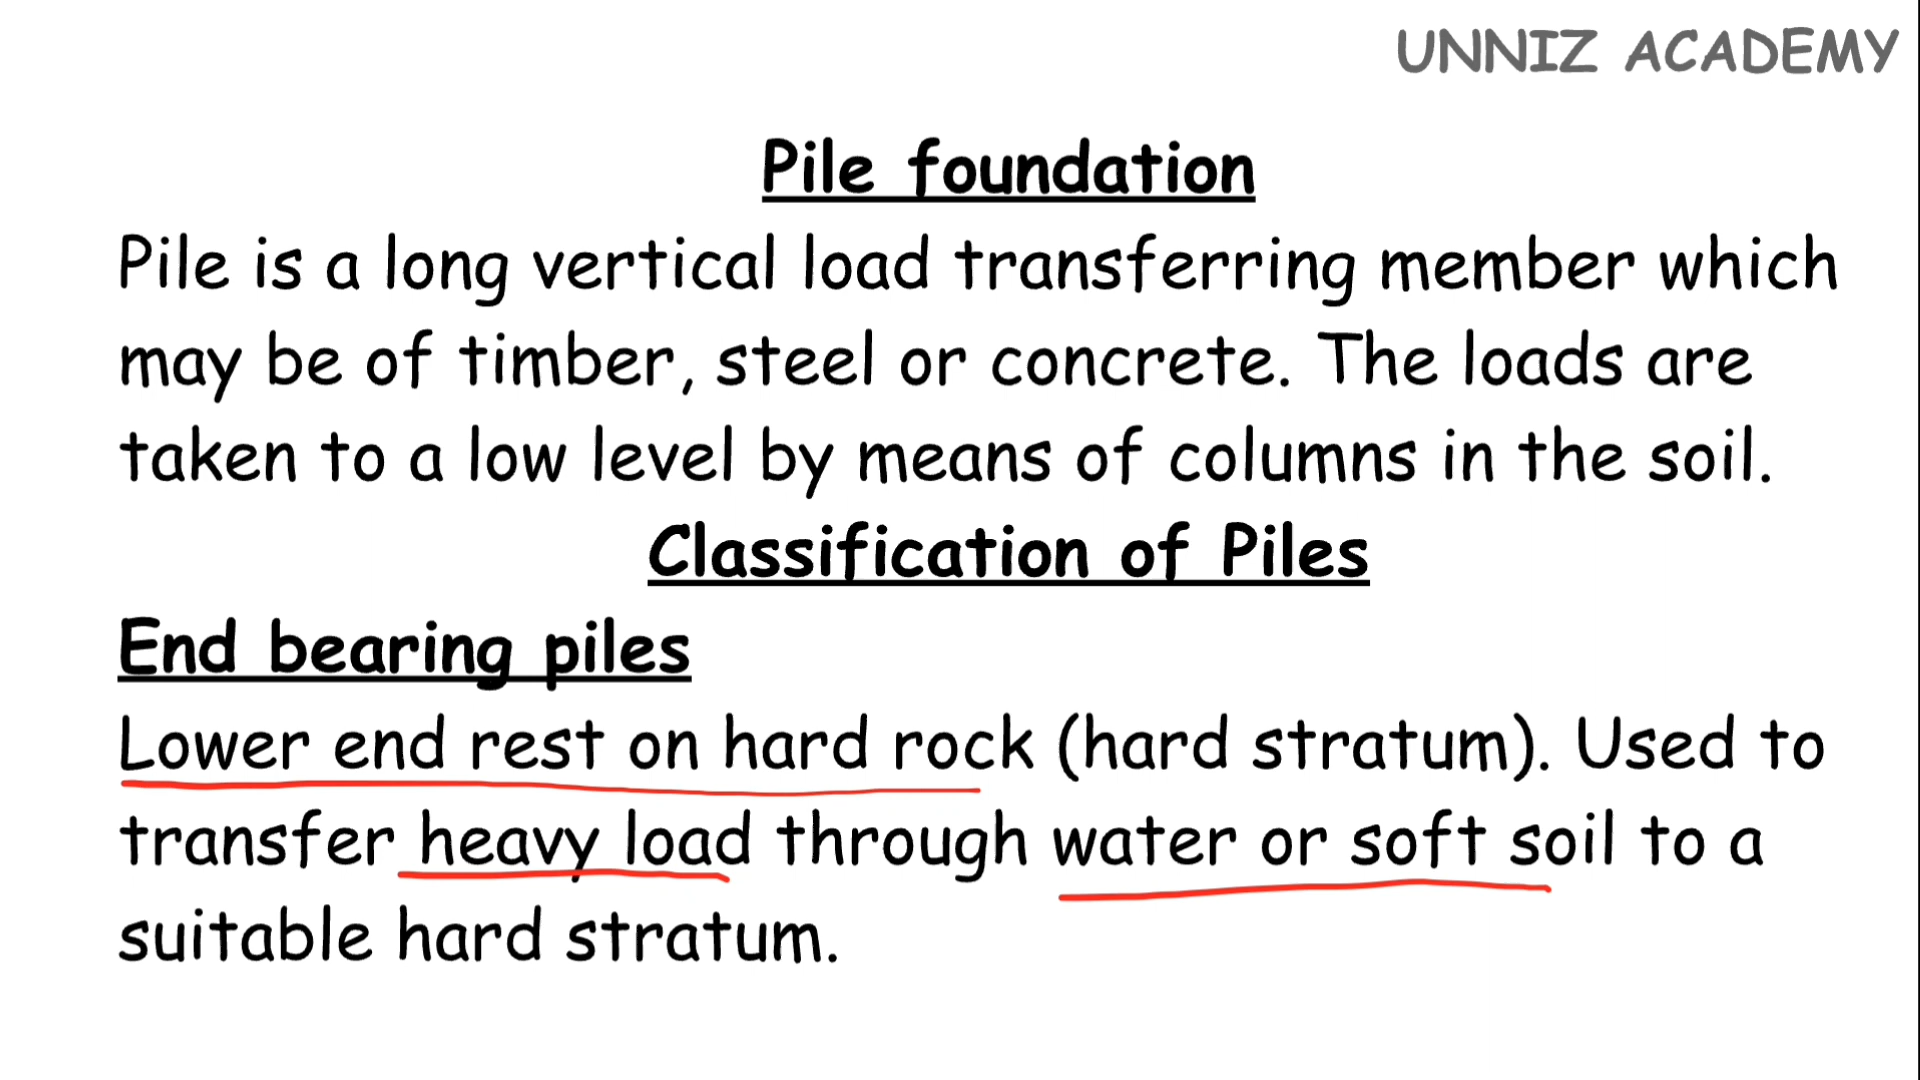 UNNIZ ACADEMY
Pile foundation
Pile is a long vertical load transferring member which
may be of timber, steel or concrete. The loads are
taken to a low level by means of columns in the soil.
Classification of Piles
End bearing piles
Lower end rest on hard rock (hard stratum). Used to
transfer heavy load through water or soft soil to a
suitable hard stratum.